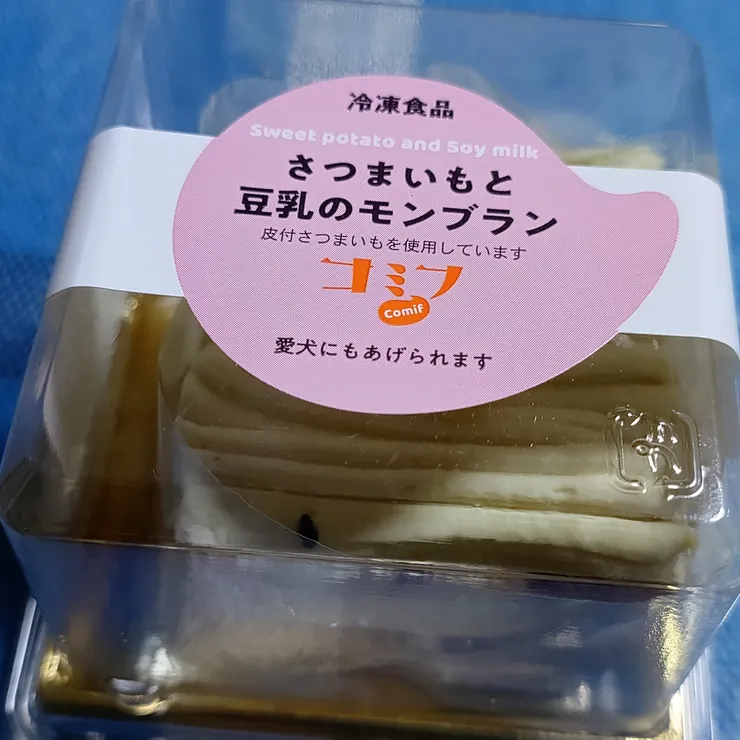 冷凍食品
Sweet potato and Soy milk
さつまいもと
豆乳のモンブラン
皮付さつまいもを使用しています
コミフ
Comif
愛犬にもあげられます
プラ